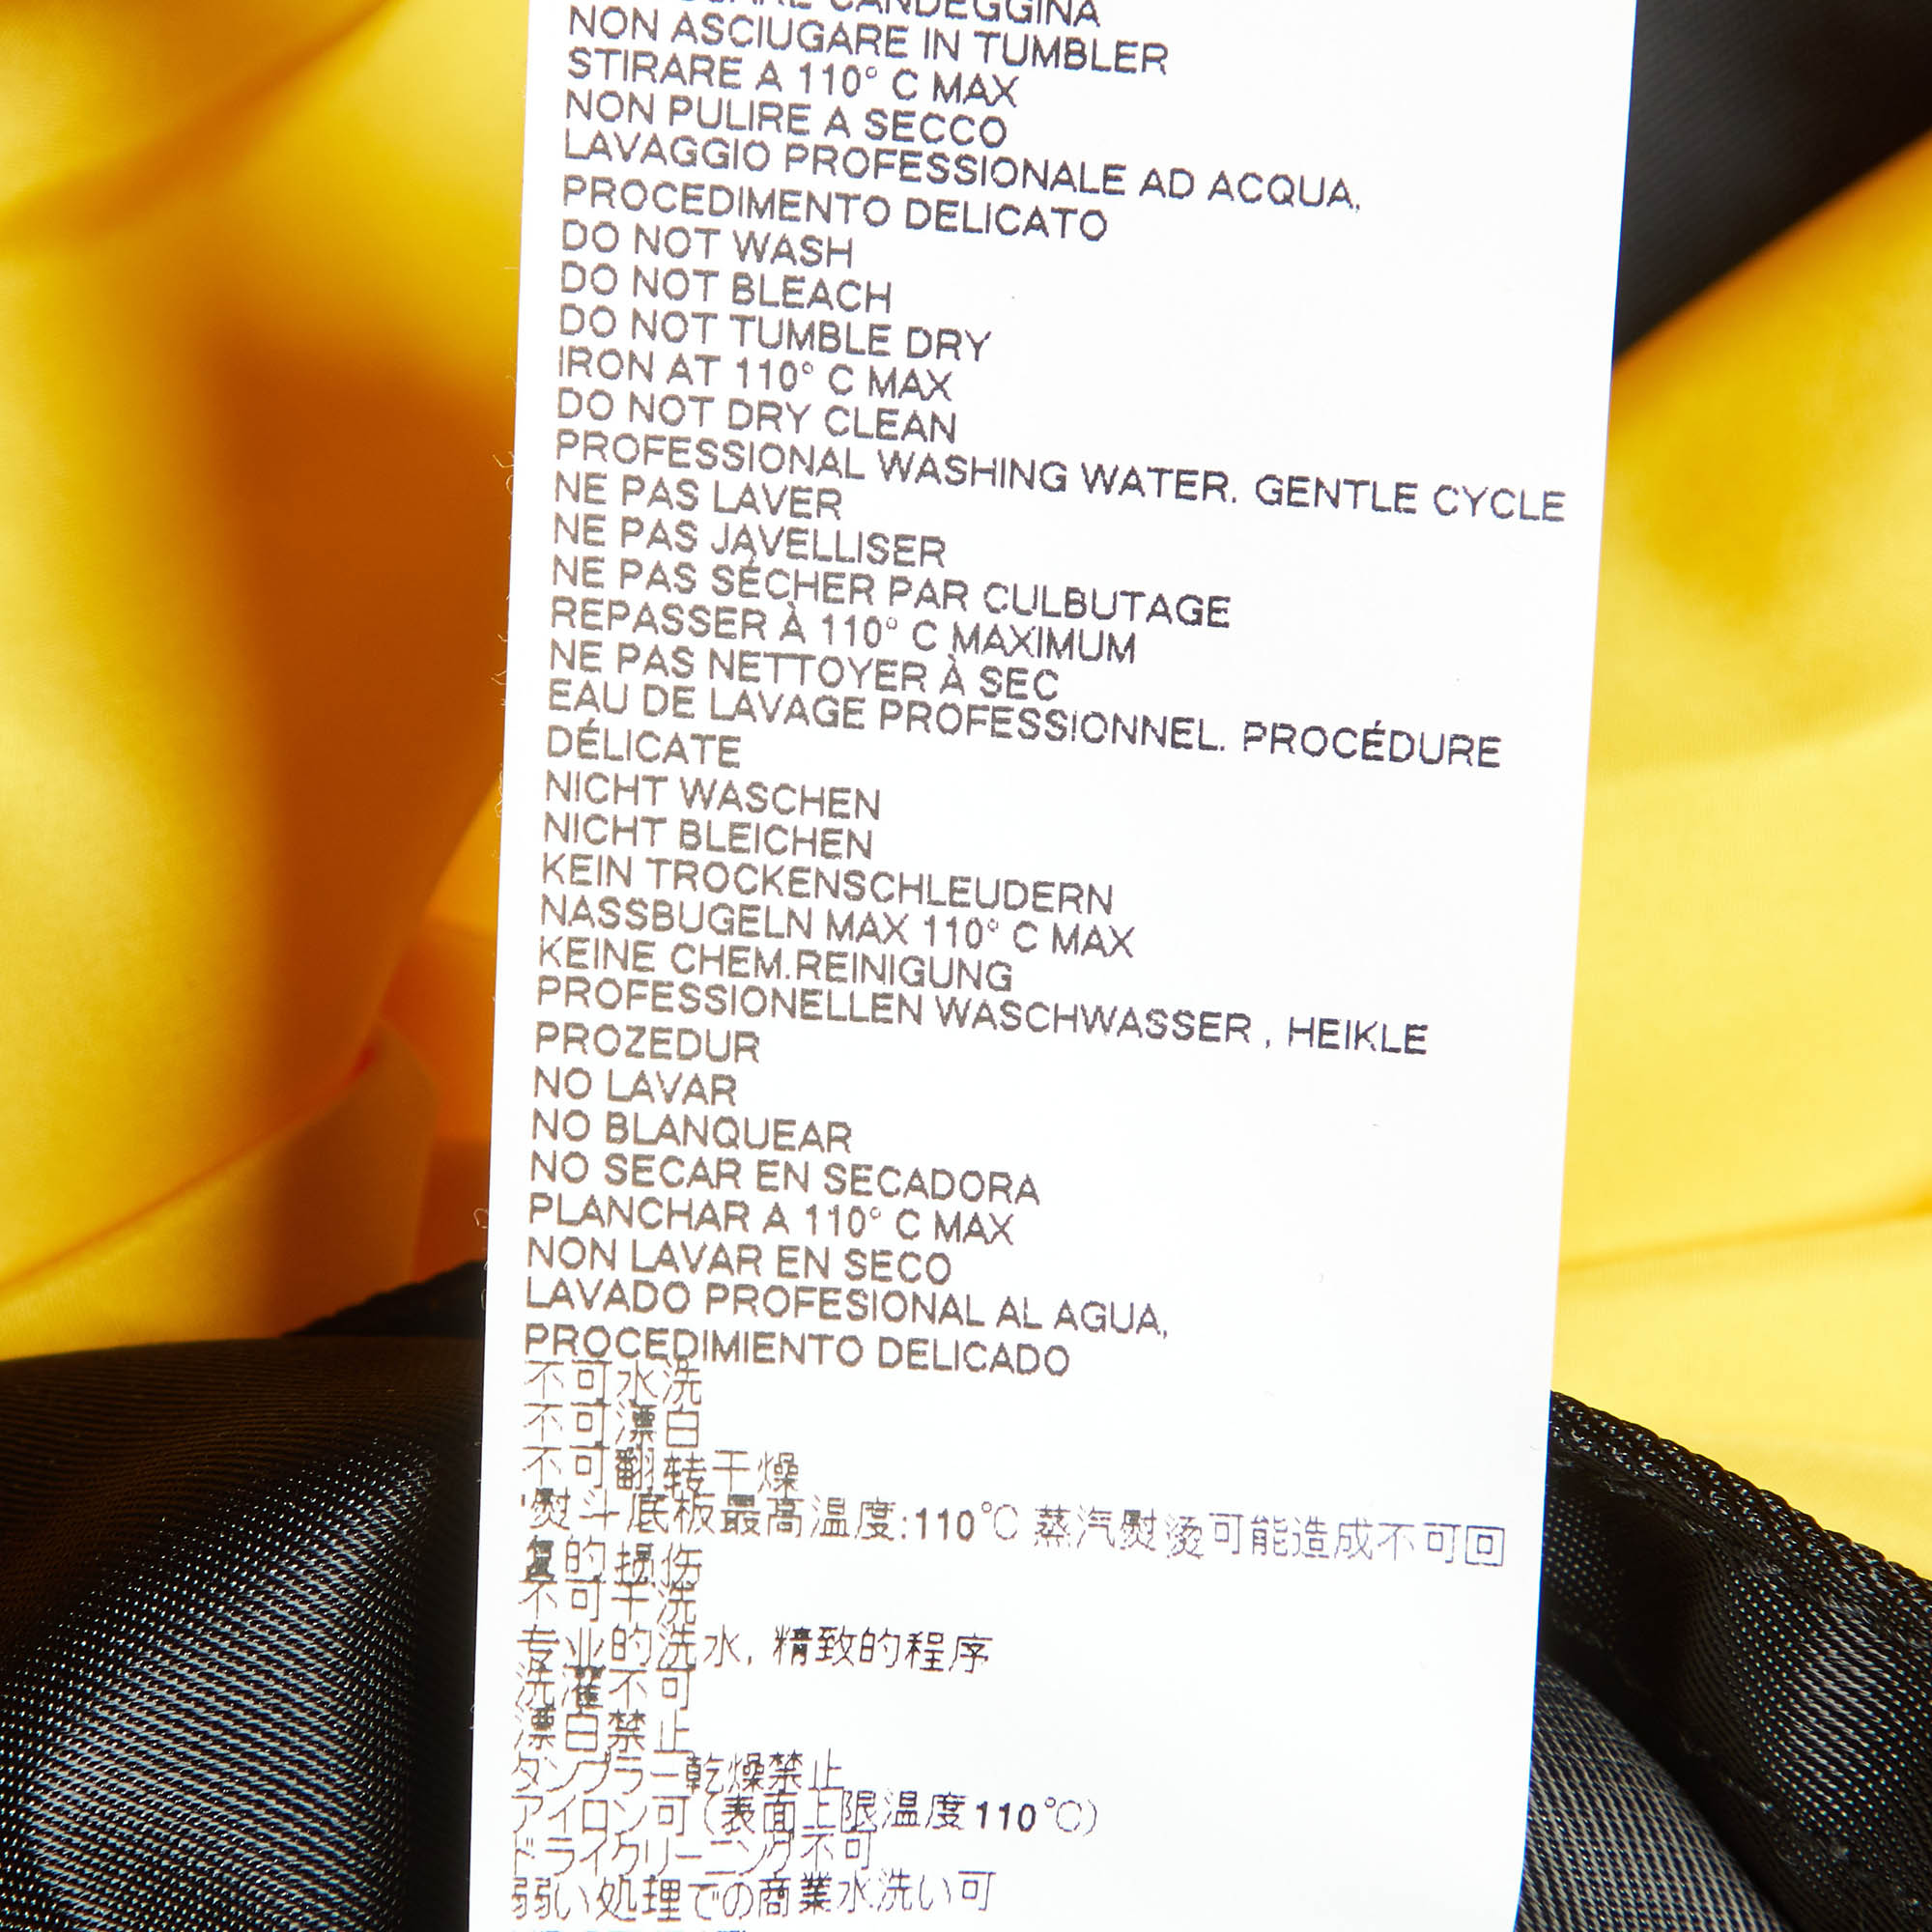 CANDEGGINA
NON ASCIUGARE IN TUMBLER
STIRARE A 110° C MAX
NON PULIRE A SECCO
LAVAGGIO PROFESSIONALE AD ACQUA,
PROCEDIMENTO DELICATO
DO NOT WASH
DO NOT BLEACH
DO NOT TUMBLE DRY
IRON AT 110° C MAX
DO NOT DRY CLEAN
PROFESSIONAL WASHING WATER. GENTLE CYCLE
NE PAS LAVER
NE PAS JAVELLISER
NE PAS SÉCHER PAR CULBUTAGE
REPASSER À 110° C MAXIMUM
NE PAS NETTOYER À SEC
EAU DE LAVAGE PROFESSIONNEL. PROCÉDURE
DÉLICATE
NICHT WASCHEN
NICHT BLEICHEN
KEIN TROCKENSCHLEUDERN
NASSBUGELN MAX 110° C MAX
KEINE CHEM.REINIGUNG
PROFESSIONELLEN WASCHWASSER , HEIKLE
PROZEDUR
NO LAVAR
NO BLANQUEAR
NO SECAR EN SECADORA
PLANCHAR A 110° C MAX
NON LAVAR EN SECO
LAVADO PROFESIONAL AL AGUA,
PROCEDIMIENTO DELICADO
不可水洗
不可漂白
不可翻转干燥
'熨斗底板最高温度:110℃ 蒸汽熨烫可能造成不可回
复的损伤
不可干洗
专业的洗水, 精致的程序
洗濯不可
漂白禁止
タンブラー乾燥禁止
アイロン可(表面上限温度110℃)
ドライクリーニング不可
弱い処理での商業水洗い可